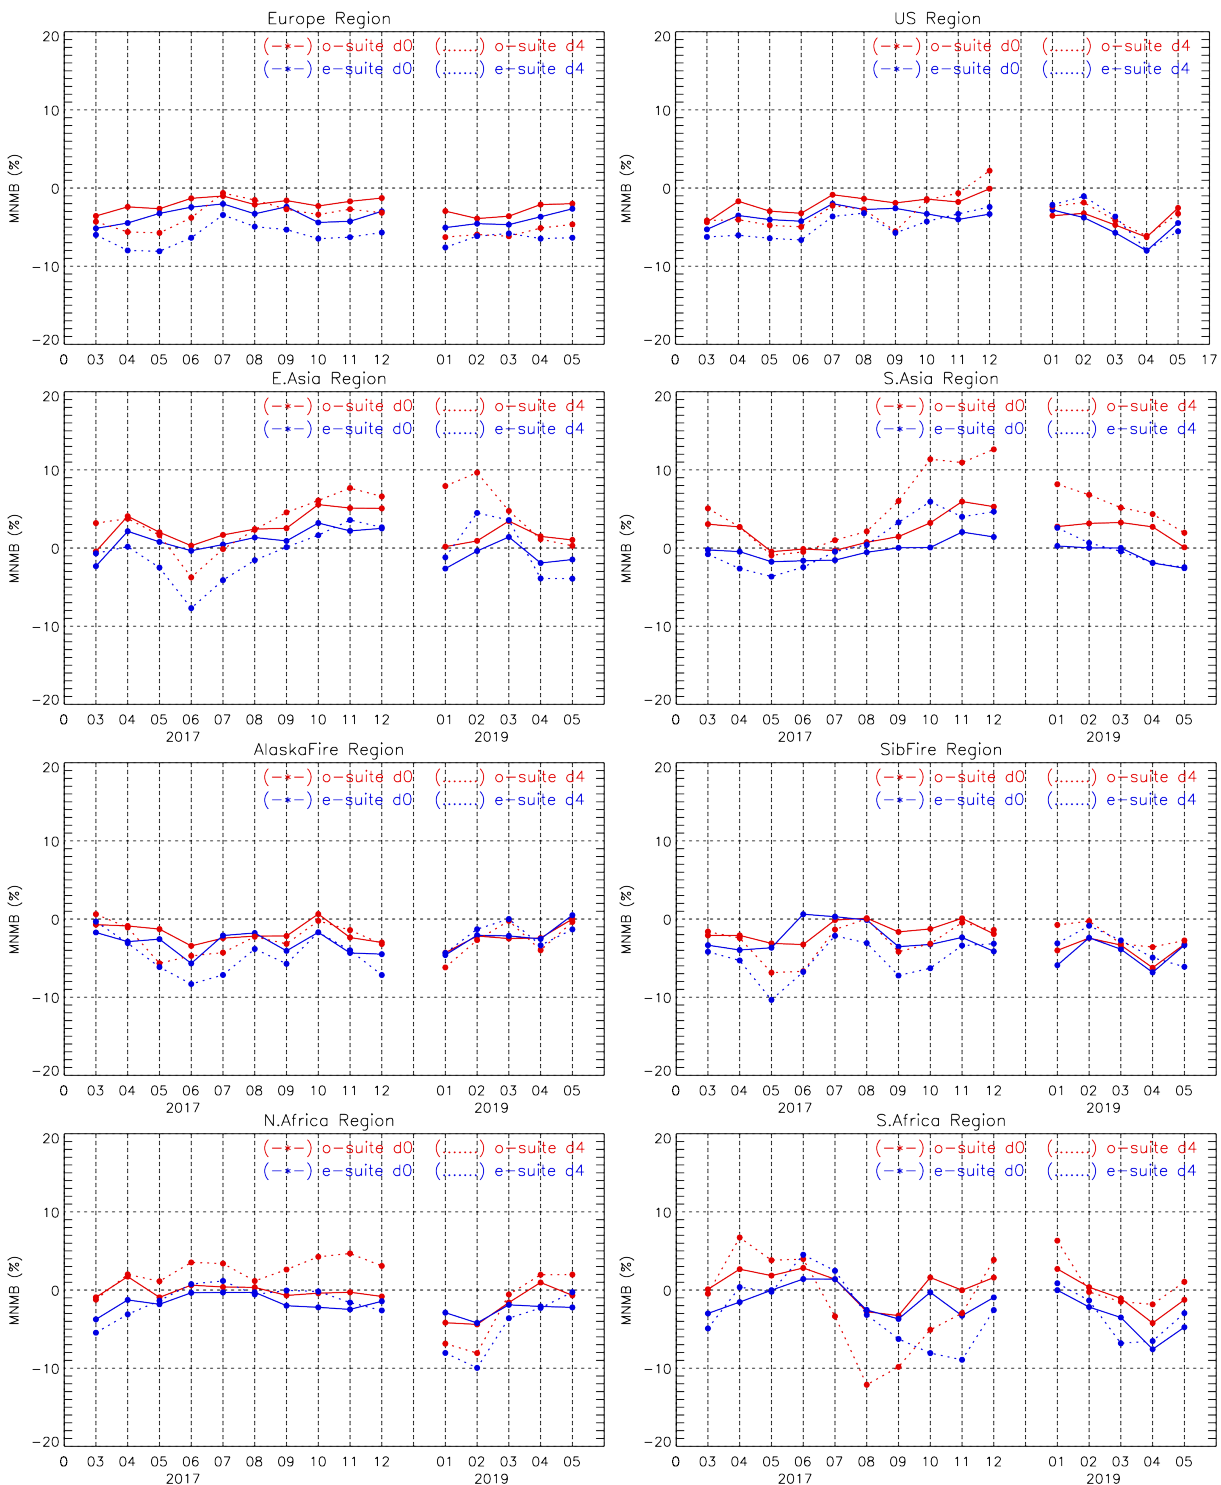 Europe Region
(-*-) o-suite d0 (......) o-suite d4
(-*-) e-suite d0 (......) e-suite d4
MNMB (%)
20
10
0
-10
-20
0 03 04 05 06 07 08 09 10 11 12 01 02 03 04 05
US Region
(-*-) o-suite d0 (......) o-suite d4
(-*-) e-suite d0 (......) e-suite d4
MNMB (%)
20
10
0
-10
-20
0 03 04 05 06 07 08 09 10 11 12 01 02 03 04 05 17
E.Asia Region
(-*-) o-suite d0 (......) o-suite d4
(-*-) e-suite d0 (......) e-suite d4
MNMB (%)
20
10
0
-10
-20
0 03 04 05 06 07 08 09 10 11 12 01 02 03 04 05
2017 2019
S.Asia Region
(-*-) o-suite d0 (......) o-suite d4
(-*-) e-suite d0 (......) e-suite d4
MNMB (%)
20
10
0
-10
-20
0 03 04 05 06 07 08 09 10 11 12 01 02 03 04 05
2017 2019
AlaskaFire Region
(-*-) o-suite d0 (......) o-suite d4
(-*-) e-suite d0 (......) e-suite d4
MNMB (%)
20
10
0
-10
-20
0 03 04 05 06 07 08 09 10 11 12 01 02 03 04 05
2017 2019
SibFire Region
(-*-) o-suite d0 (......) o-suite d4
(-*-) e-suite d0 (......) e-suite d4
MNMB (%)
20
10
0
-10
-20
0 03 04 05 06 07 08 09 10 11 12 01 02 03 04 05
2017 2019
N.Africa Region
(-*-) o-suite d0 (......) o-suite d4
(-*-) e-suite d0 (......) e-suite d4
MNMB (%)
20
10
0
-10
-20
0 03 04 05 06 07 08 09 10 11 12 01 02 03 04 05
2017 2019
S.Africa Region
(-*-) o-suite d0 (......) o-suite d4
(-*-) e-suite d0 (......) e-suite d4
MNMB (%)
20
10
0
-10
-20
0 03 04 05 06 07 08 09 10 11 12 01 02 03 04 05
2017 2019